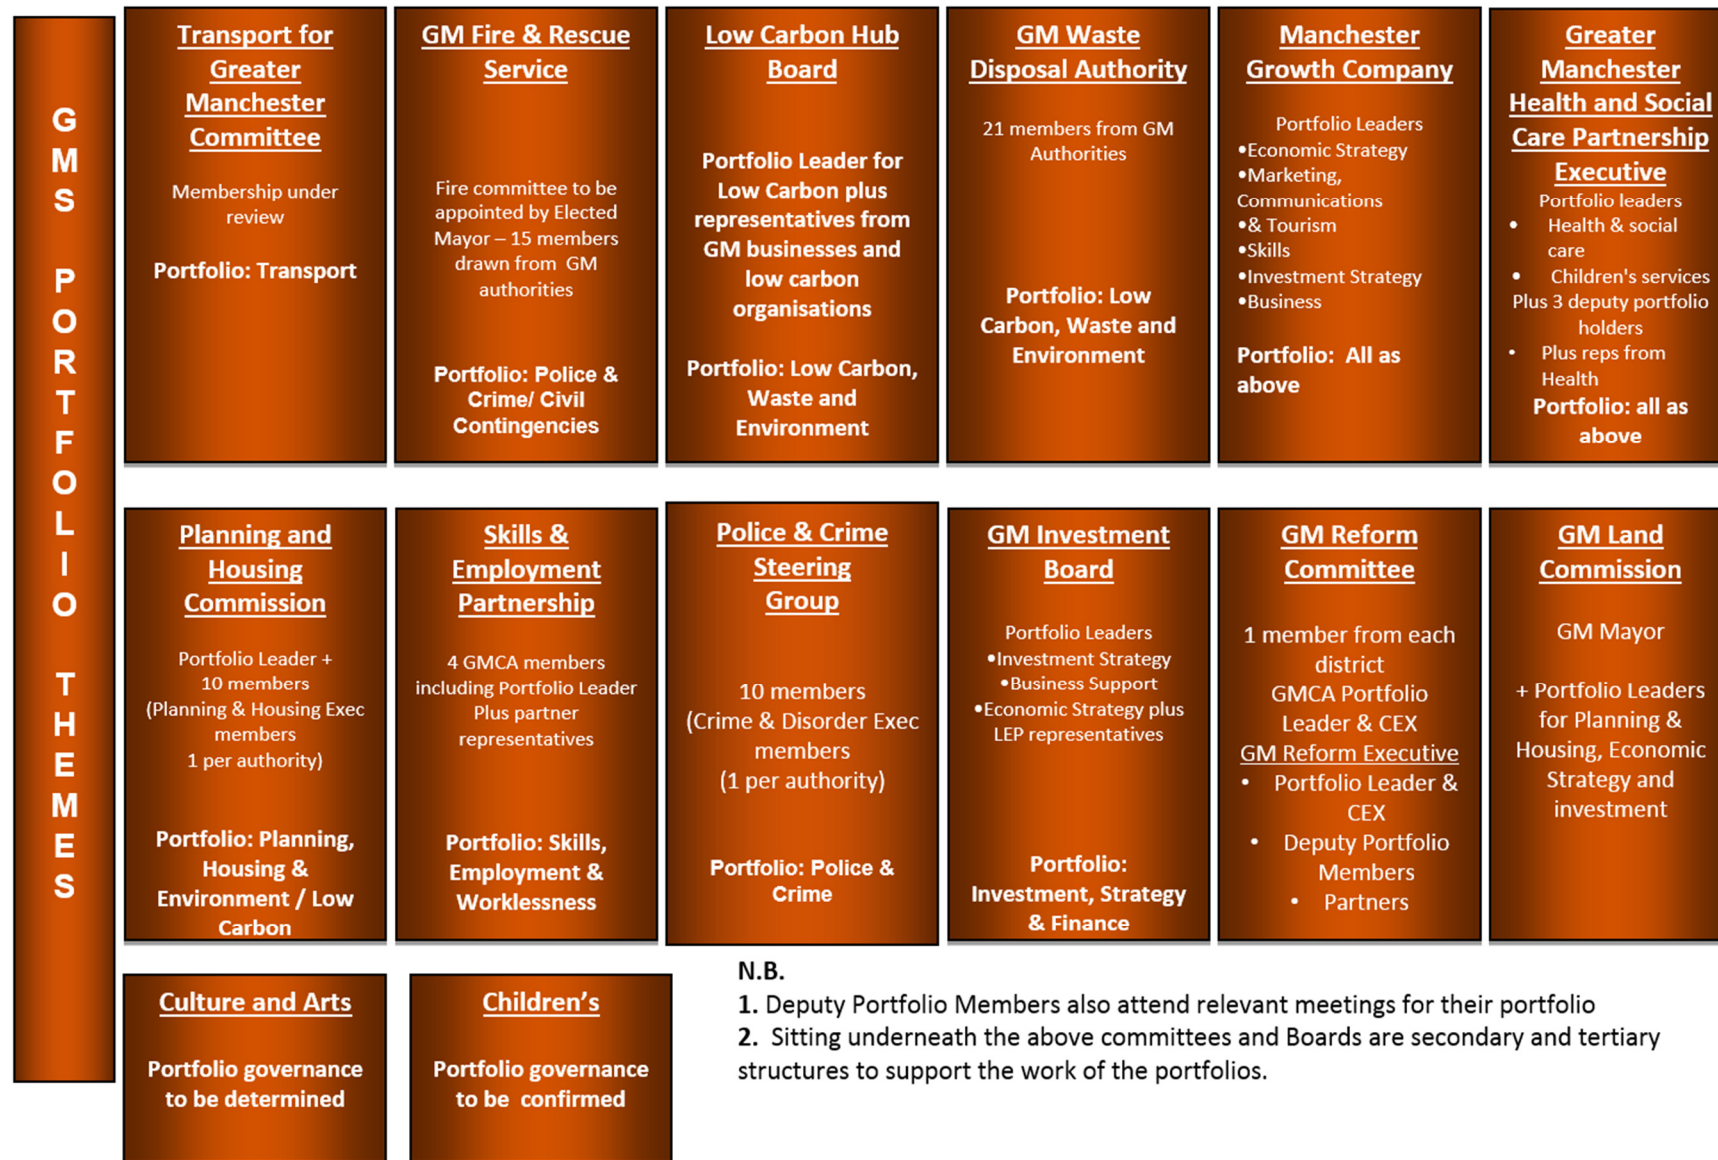 GMS PORTFOLIO THEMES
Transport for
Greater
Manchester
Committee
Membership under
review
Portfolio: Transport
GM Fire & Rescue
Service
Fire committee to be
appointed by Elected
Mayor – 15 members
drawn from GM
authorities
Portfolio: Police &
Crime/ Civil
Contingencies
Low Carbon Hub
Board
Portfolio Leader for
Low Carbon plus
representatives from
GM businesses and
low carbon
organisations
Portfolio: Low Carbon,
Waste and
Environment
GM Waste
Disposal Authority
21 members from GM
Authorities
Portfolio: Low
Carbon, Waste and
Environment
Manchester
Growth Company
Portfolio Leaders
•Economic Strategy
•Marketing,
Communications
•& Tourism
•Skills
•Investment Strategy
•Business
Portfolio: All as
above
Greater
Manchester
Health and Social
Care Partnership
Executive
Portfolio leaders
• Health & social
care
• Children's services
Plus 3 deputy portfolio
holders
• Plus reps from
Health
Portfolio: all as
above
Planning and
Housing
Commission
Portfolio Leader +
10 members
(Planning & Housing Exec
members
1 per authority)
Portfolio: Planning,
Housing &
Environment / Low
Carbon
Skills &
Employment
Partnership
4 GMCA members
including Portfolio Leader
Plus partner
representatives
Portfolio: Skills,
Employment &
Worklessness
Police & Crime
Steering
Group
10 members
(Crime & Disorder Exec
members
(1 per authority)
Portfolio: Police &
Crime
GM Investment
Board
Portfolio Leaders
•Investment Strategy
•Business Support
•Economic Strategy plus
LEP representatives
Portfolio:
Investment, Strategy
& Finance
GM Reform
Committee
1 member from each
district
GMCA Portfolio
Leader & CEX
GM Reform Executive
• Portfolio Leader &
CEX
• Deputy Portfolio
Members
• Partners
GM Land
Commission
GM Mayor
+ Portfolio Leaders
for Planning &
Housing, Economic
Strategy and
investment
Culture and Arts
Portfolio governance
to be determined
Children's
Portfolio governance
to be confirmed
N.B.
1. Deputy Portfolio Members also attend relevant meetings for their portfolio
2. Sitting underneath the above committees and Boards are secondary and tertiary
structures to support the work of the portfolios.